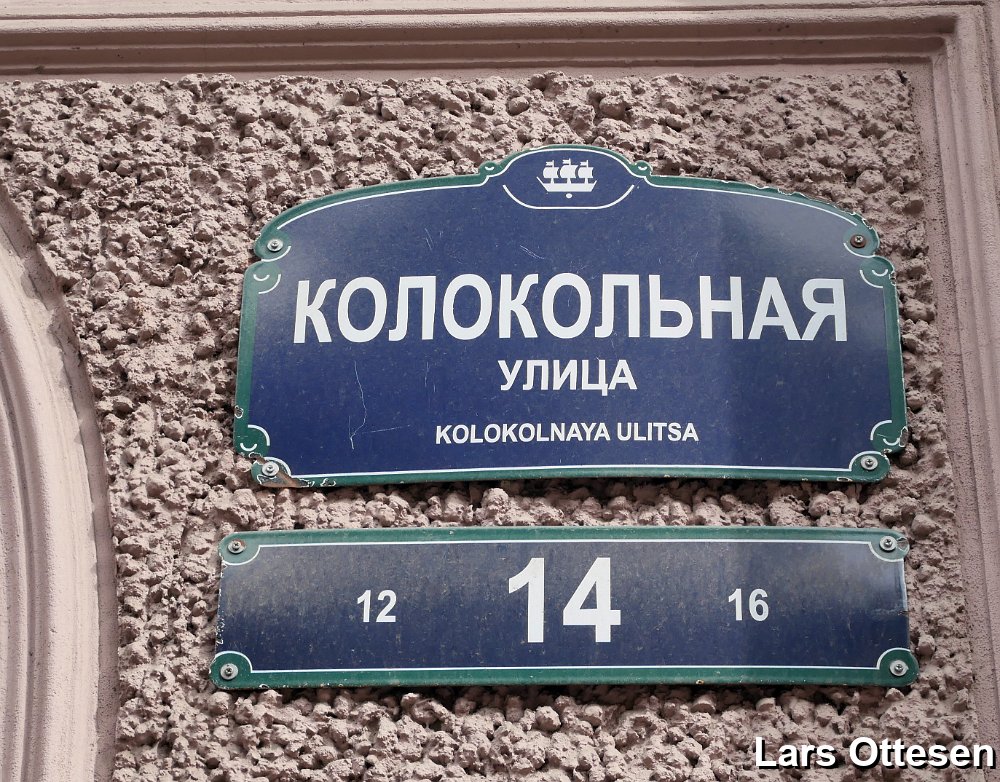 КОЛОКОЛЬНАЯ
УЛИЦА
KOLOKOLNAYA ULITSA
12 14 16
Lars Ottesen